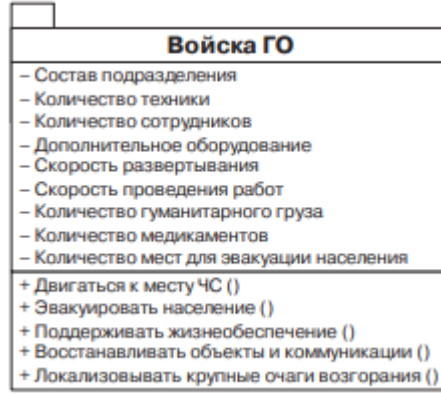 Войска ГО
– Состав подразделения
– Количество техники
– Количество сотрудников
– Дополнительное оборудование
– Скорость развертывания
– Скорость проведения работ
– Количество гуманитарного груза
– Количество медикаментов
– Количество мест для эвакуации населения
+ Двигаться к месту ЧС ()
+ Эвакуировать население ()
+ Поддерживать жизнеобеспечение ()
+ Восстанавливать объекты и коммуникации ()
+ Локализовывать крупные очаги возгорания ()